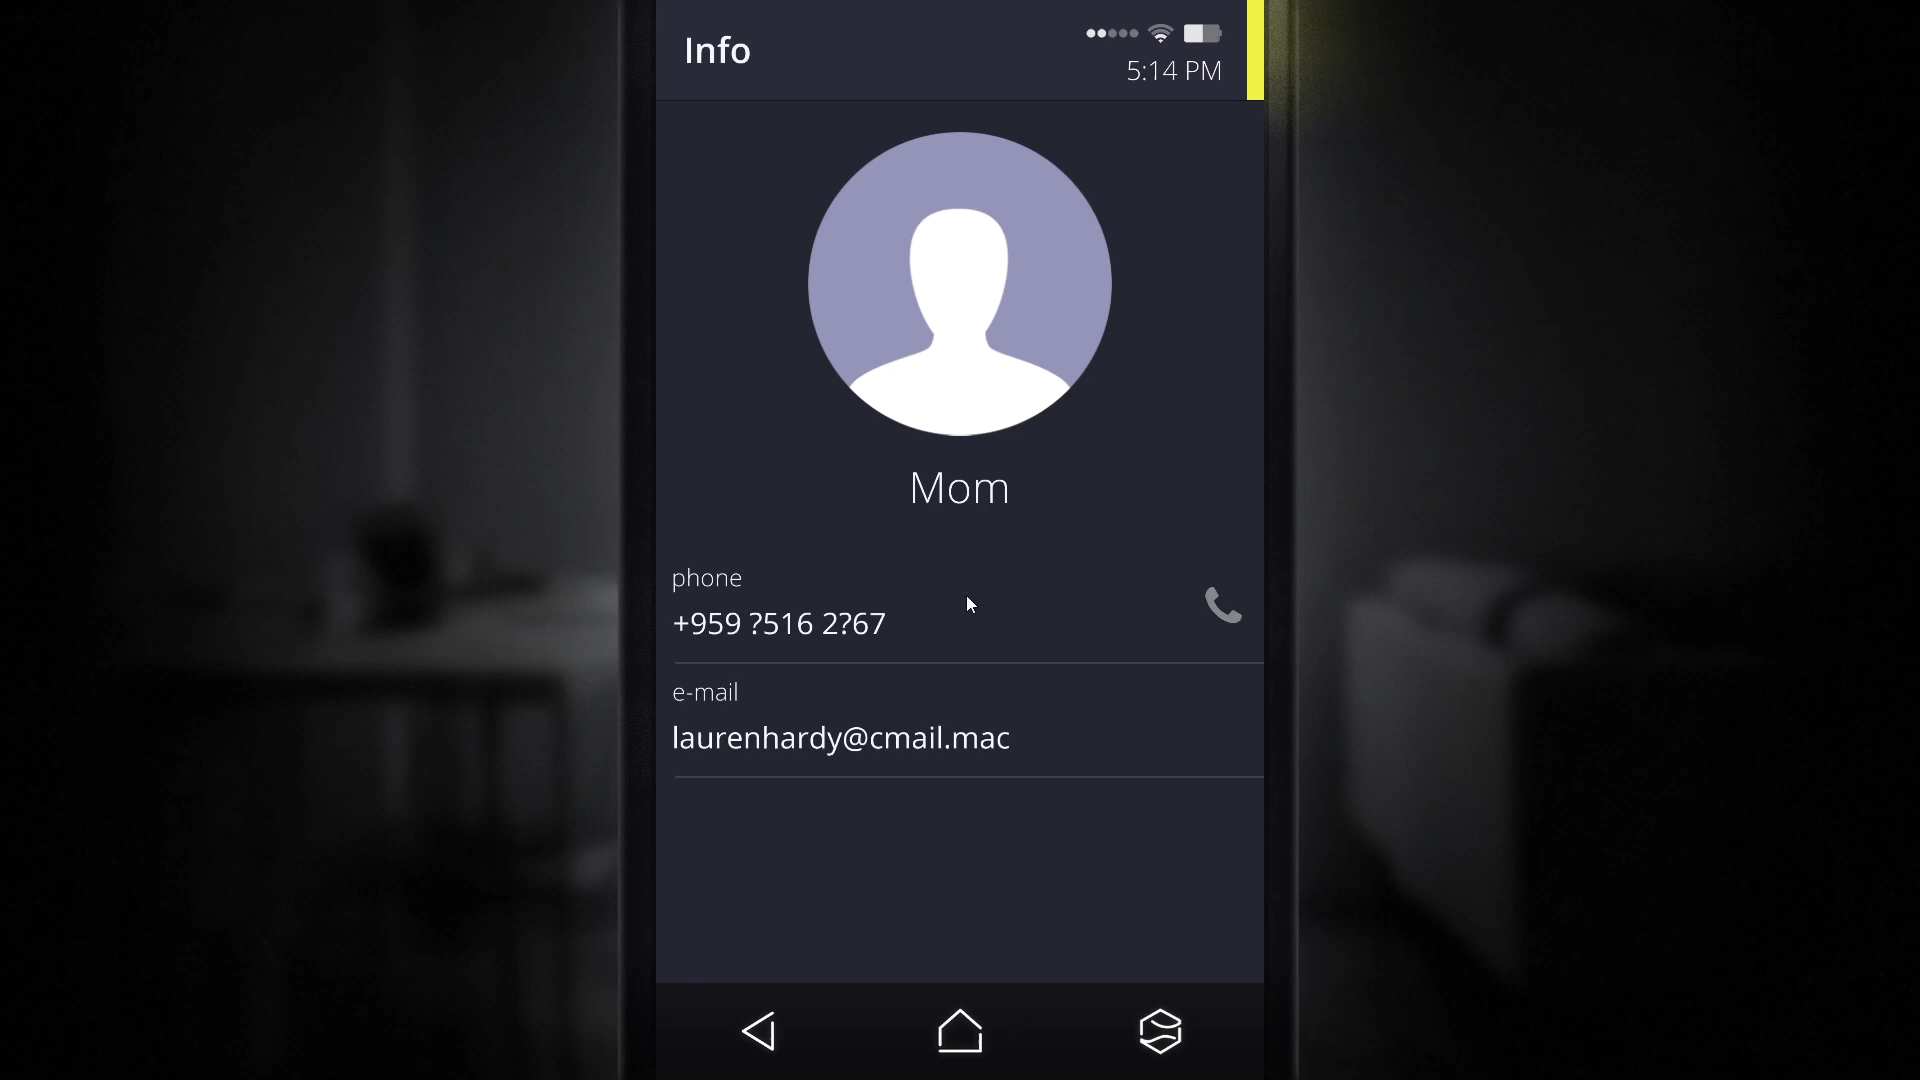 Info
5:14 PM
Mom
phone
+959 ?516 2?67
e-mail
laurenhardy@cmail.mac